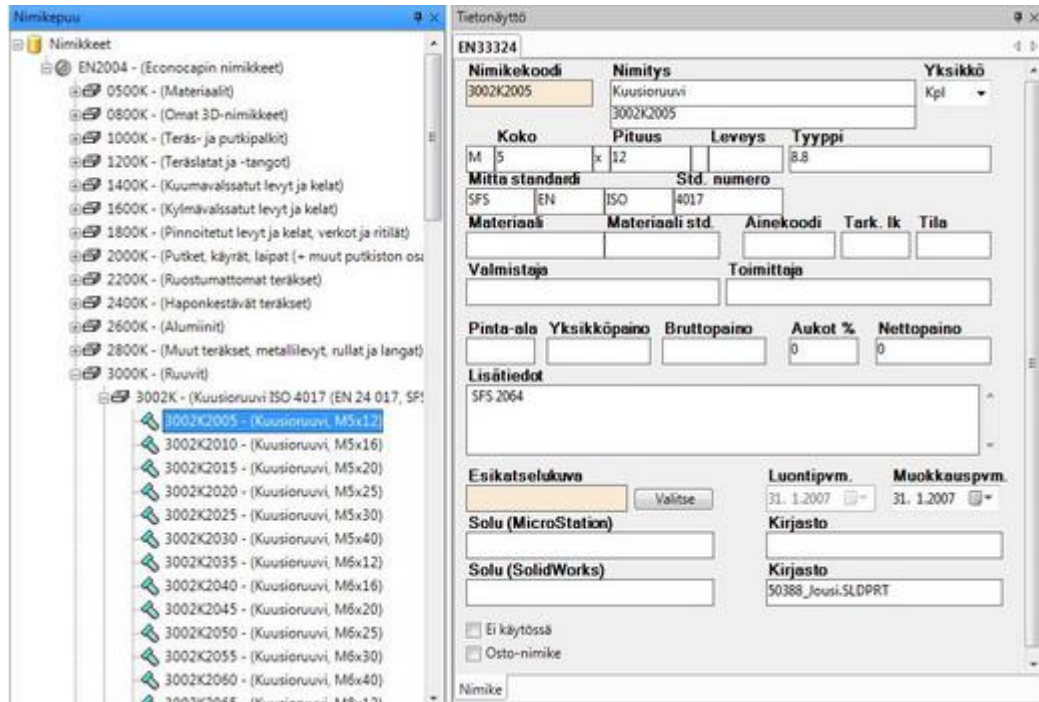 Nimikepuu
Nimikkeet
EN2004 - (Econocapin nimikkeet)
0500K - (Materiaalit)
0800K - (Omat 3D-nimikkeet)
1000K - (Teräs- ja putkipalkit)
1200K - (Teräslatat ja -tangot)
1400K - (Kuumavalssatut levyt ja kelat)
1600K - (Kylmävalssatut levyt ja kelat)
1800K - (Pinnoitetut levyt ja kelat, verkot ja ritilät)
2000K - (Putket, käyrät, laipat (+ muut putkiston osa
2200K - (Ruostumattomat teräkset)
2400K - (Haponkestävät teräkset)
2600K - (Alumiinit)
2800K - (Muut teräkset, metallilevyt, rullat ja langat)
3000K - (Ruuvit)
3002K - (Kuusioruuvi ISO 4017 (EN 24 017, SF
3002K2005 - (Kuusioruuvi, M5x12)
3002K2010 - (Kuusioruuvi, M5x16)
3002K2015 - (Kuusioruuvi, M5x20)
3002K2020 - (Kuusioruuvi, M5x25)
3002K2025 - (Kuusioruuvi, M5x30)
3002K2030 - (Kuusioruuvi, M5x40)
3002K2035 - (Kuusioruuvi, M6x12)
3002K2040 - (Kuusioruuvi, M6x16)
3002K2045 - (Kuusioruuvi, M6x20)
3002K2050 - (Kuusioruuvi, M6x25)
3002K2055 - (Kuusioruuvi, M6x30)
3002K2060 - (Kuusioruuvi, M6x40)
3002K2065 - (Kuusioruuvi, M8x12)
Tietonäyttö
EN33324
Nimikekoodi Nimitys Yksikkö
3002K2005 Kuusioruuvi Kpl
3002K2005
Koko Pituus Leveys Tyyppi
M 5 x 12 8.8
Mitta standardi Std. numero
SFS EN ISO 4017
Materiaali Materiaali std. Ainekoodi Tark. lk Tila
Valmistaja Toimittaja
Pinta-ala Yksikköpaino Bruttopaino Aukot % Nettopaino
0 0
Lisätiedot
SFS 2064
Esikatselukuva Luontipvm. Muokkauspvm.
Valitse 31. 1.2007 31. 1.2007
Solu (MicroStation) Kirjasto
Solu (SolidWorks) Kirjasto
50388_Jousi.SLDPRT
Ei käytössä
Osto-nimike
Nimike